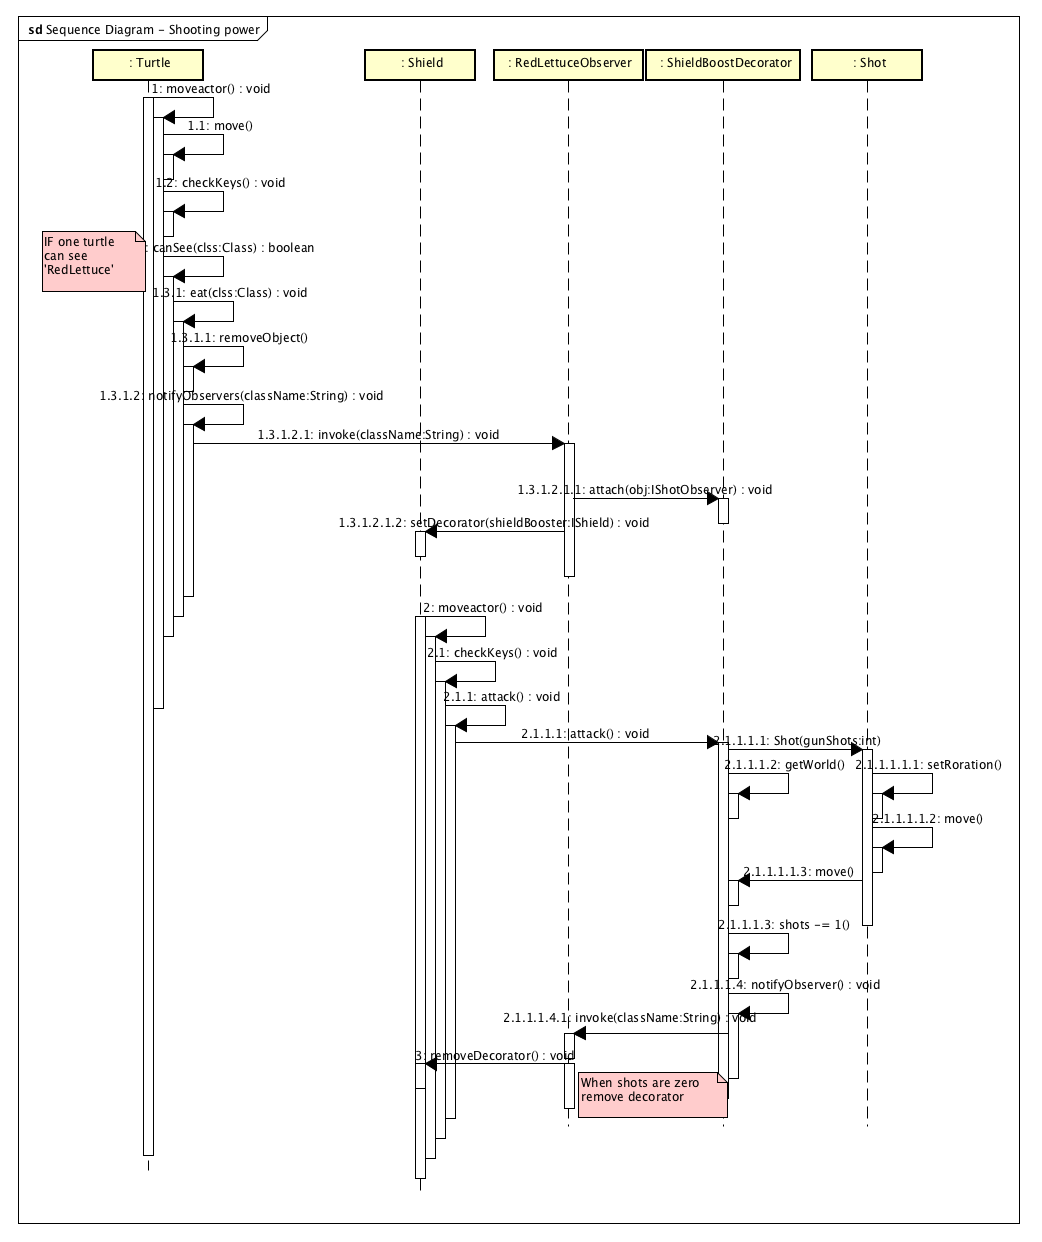 sd Sequence Diagram - Shooting power
: Turtle
: Shield
: RedLettuceObserver
: ShieldBoostDecorator
: Shot
1: moveactor() : void
1.1: move()
1.2: checkKeys() : void
IF one turtle
can see
'RedLettuce'
: canSee(clss:Class) : boolean
1.3.1: eat(clss:Class) : void
1.3.1.1: removeObject()
1.3.1.2: notifyObservers(className:String) : void
1.3.1.2.1: invoke(className:String) : void
1.3.1.2.1.1: attach(obj:IShotObserver) : void
1.3.1.2.1.2: setDecorator(shieldBooster:IShield) : void
2: moveactor() : void
2.1: checkKeys() : void
2.1.1: attack() : void
2.1.1.1: attack() : void
2.1.1.1.1: Shot(gunShots:int)
2.1.1.1.2: getWorld()
2.1.1.1.1.1: setRoration()
2.1.1.1.1.2: move()
2.1.1.1.1.3: move()
2.1.1.1.3: shots -= 1()
2.1.1.1.4: notifyObserver() : void
2.1.1.1.4.1: invoke(className:String) : void
3: removeDecorator() : void
When shots are zero
remove decorator